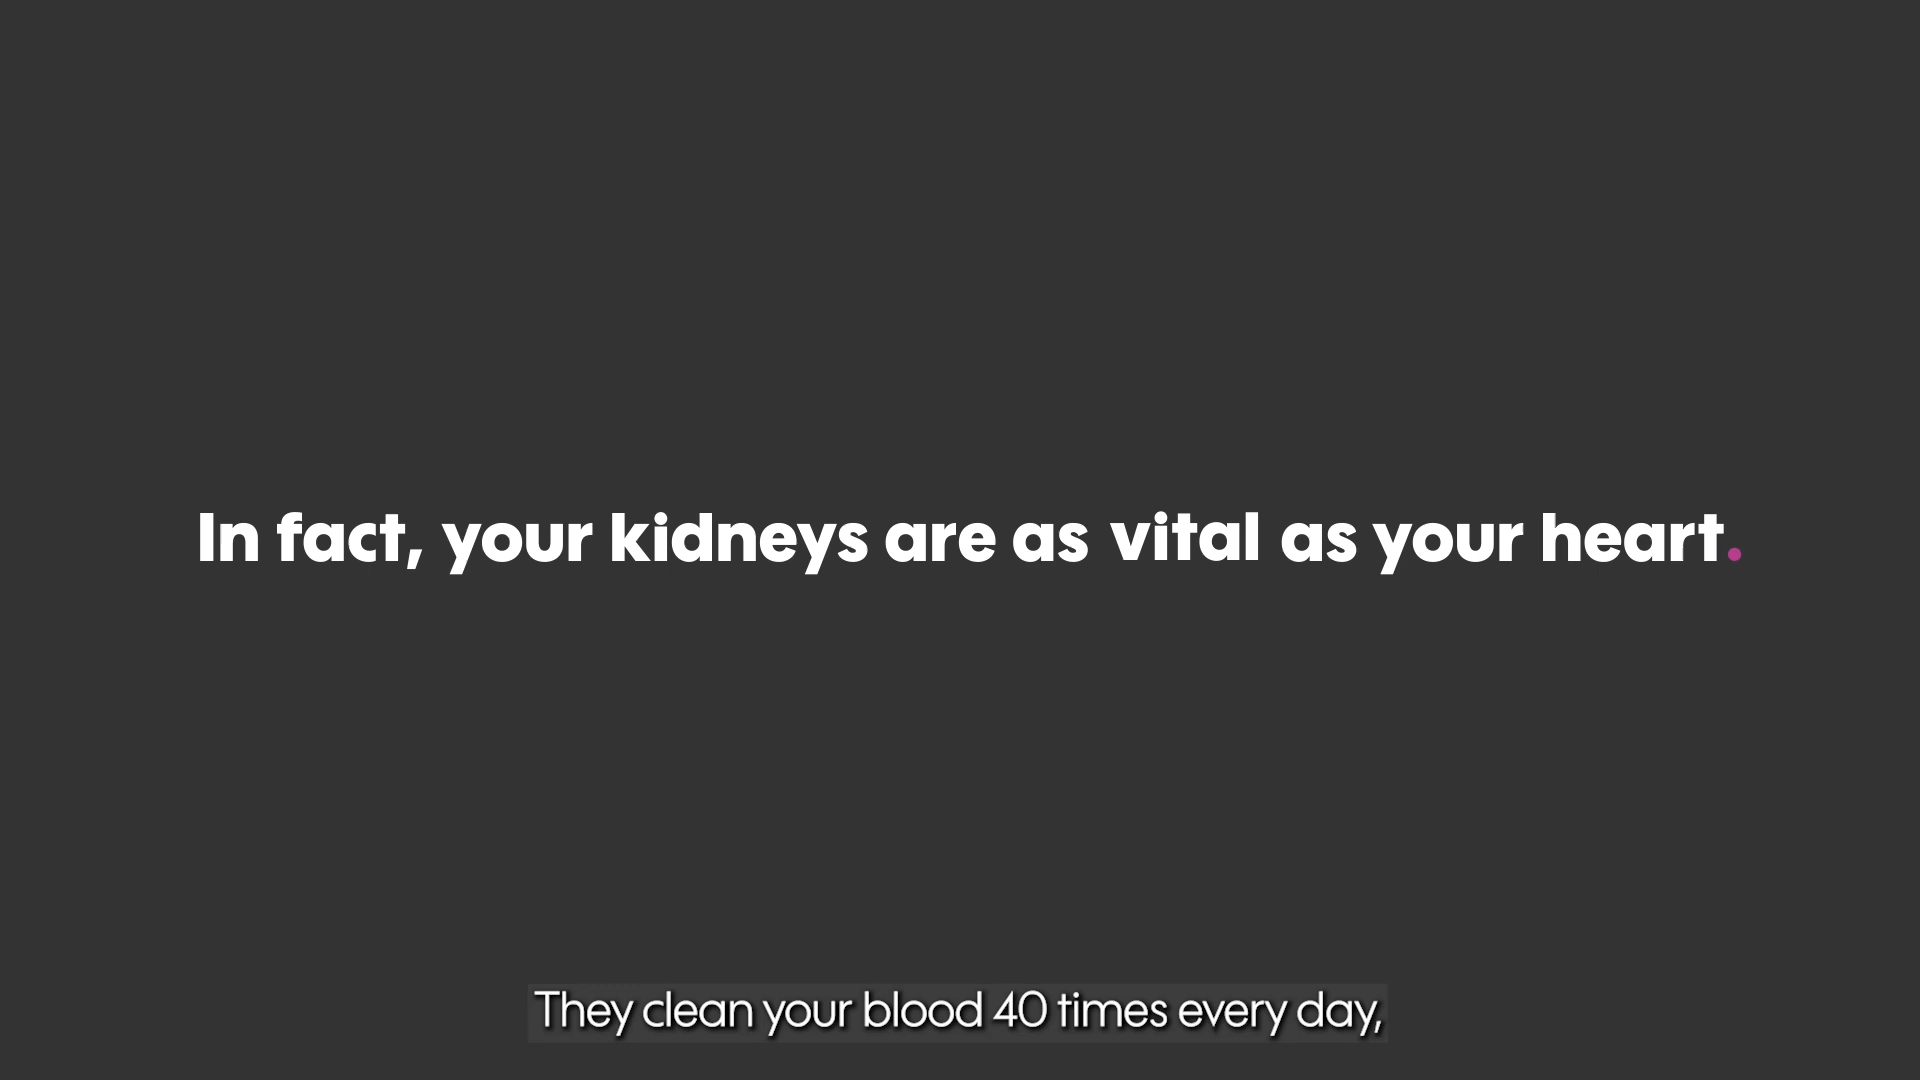 In fact, your kidneys are as vital as your heart.
They clean your blood 40 times every day,